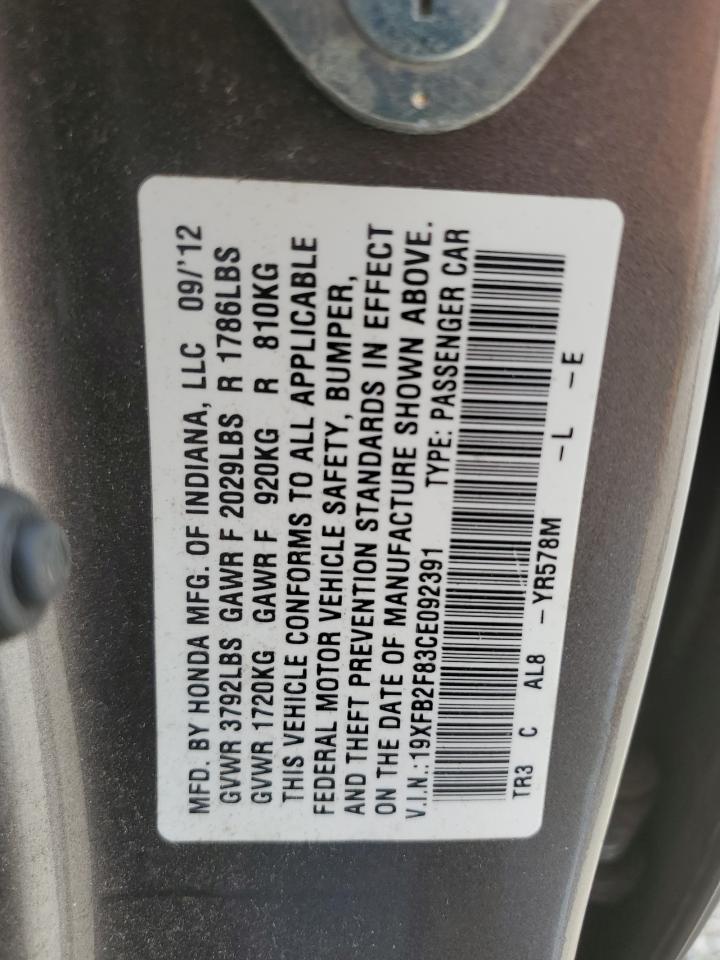 MFD. BY HONDA MFG. OF INDIANA, LLC 09/'12
GVWR 3792LBS GAWR F 2029LBS R 1786LBS
GVWR 1720KG GAWR F 920KG R 810KG
THIS VEHICLE CONFORMS TO ALL APPLICABLE
FEDERAL MOTOR VEHICLE SAFETY, BUMPER,
AND THEFT PREVENTION STANDARDS IN EFFECT
ON THE DATE OF MANUFACTURE SHOWN ABOVE.
V.I.N.:19XFB2F83CE092391 TYPE: PASSENGER CAR
TR3 C AL8 -YR578M -L -E